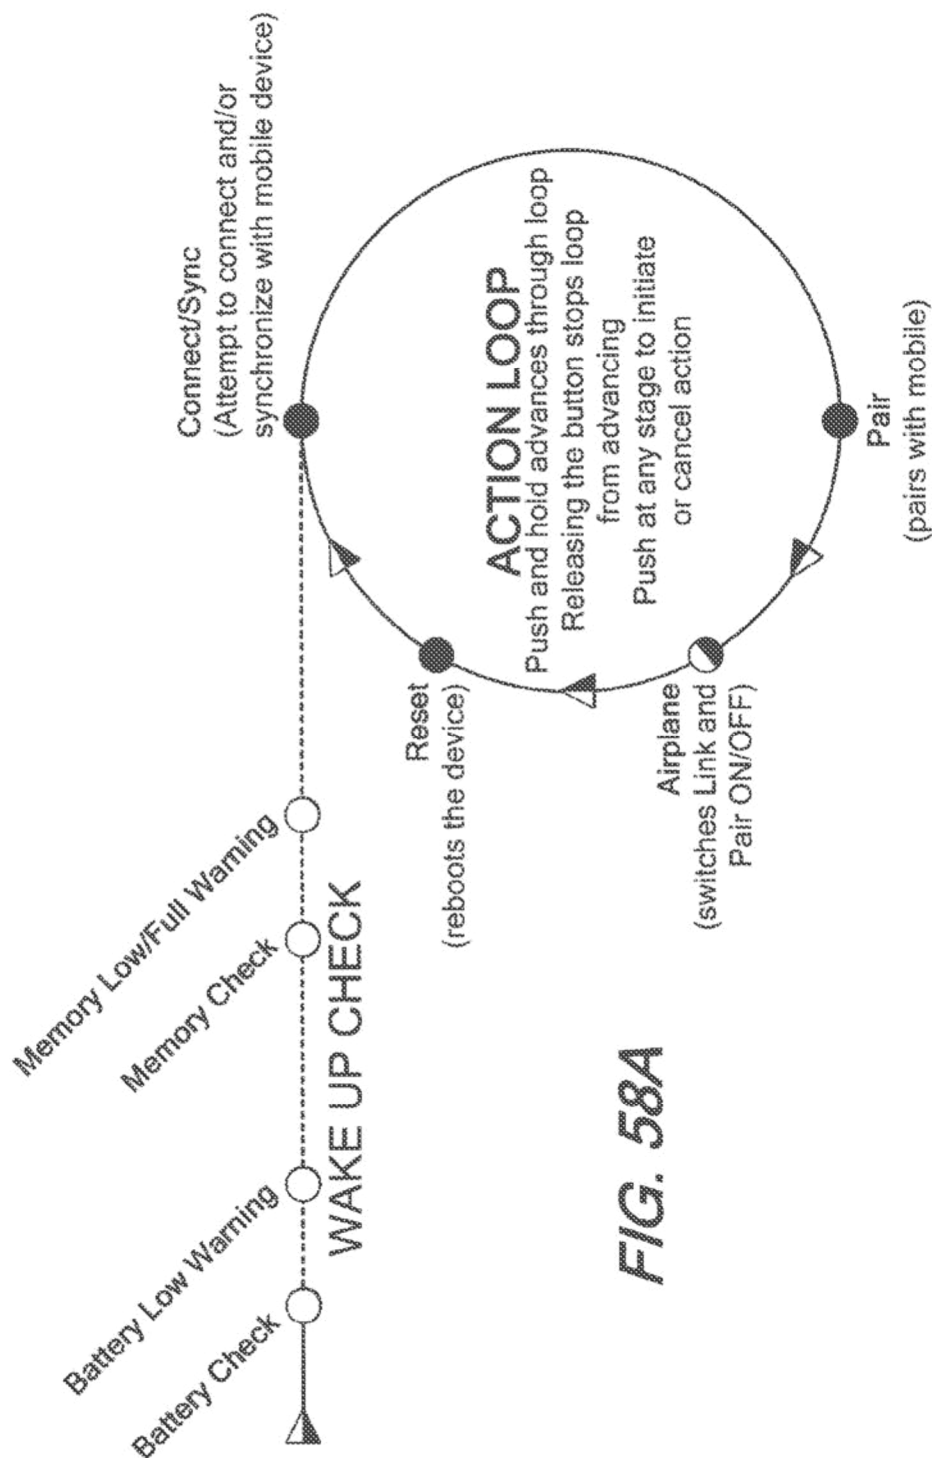 Battery Check
Battery Low Warning
Memory Check
Memory Low/Full Warning
WAKE UP CHECK
Connect/Sync
(Attempt to connect and/or
synchronize with mobile device)
Reset
(reboots the device)
ACTION LOOP
Push and hold advances through loop
Releasing the button stops loop
from advancing
Push at any stage to initiate
or cancel action
Airplane
(switches Link and
Pair ON/OFF)
Pair
(pairs with mobile)
FIG. 58A